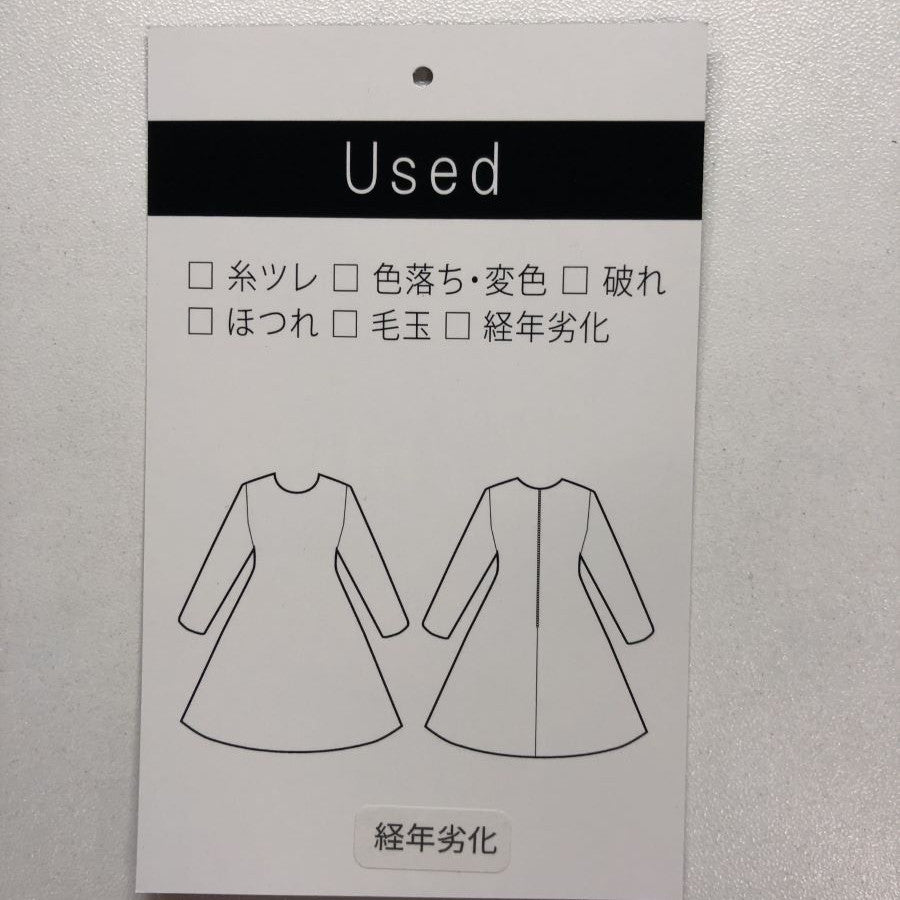 Used
□ 糸ツレ □ 色落ち・変色 □ 破れ
□ ほつれ □ 毛玉 □ 経年劣化
経年劣化